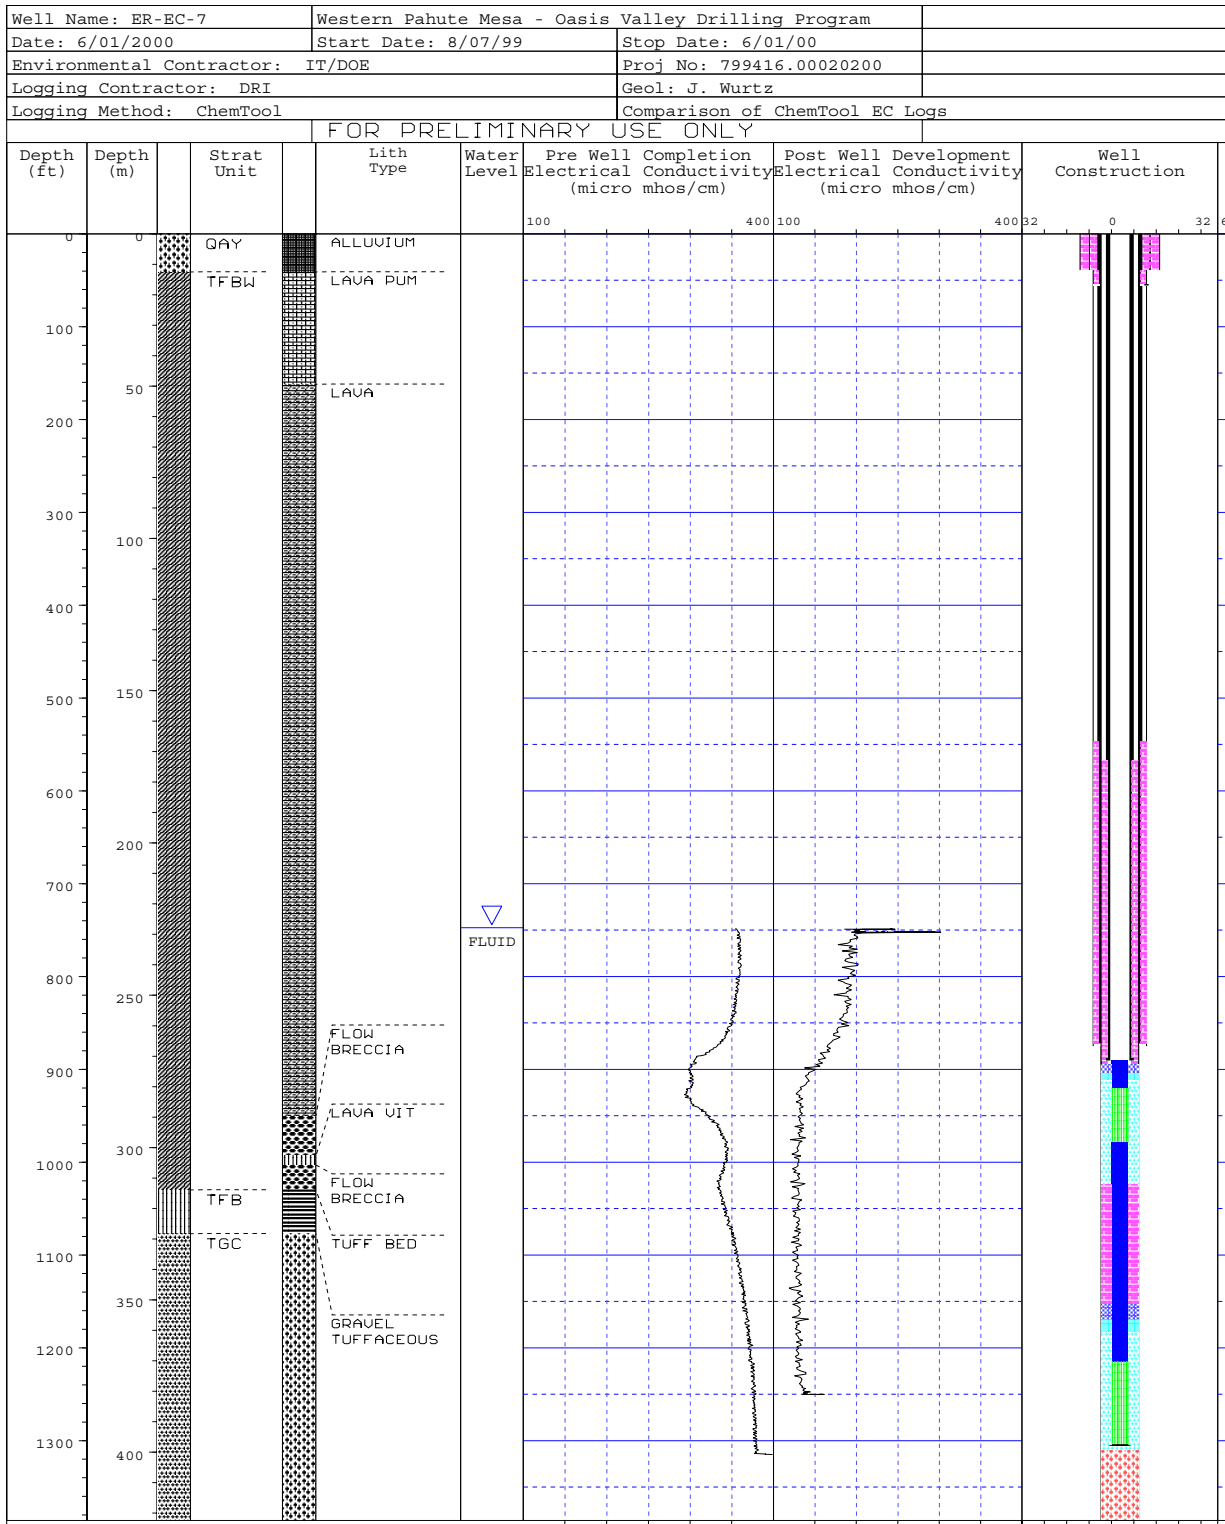 Well Name: ER-EC-7 Western Pahute Mesa - Oasis Valley Drilling Program
Date: 6/01/2000 Start Date: 8/07/99 Stop Date: 6/01/00
Environmental Contractor: IT/DOE Proj No: 799416.00020200
Logging Contractor: DRI Geol: J. Wurtz
Logging Method: ChemTool Comparison of ChemTool EC Logs
FOR PRELIMINARY USE ONLY
Depth Depth Strat Lith Water Pre Well Completion Post Well Development Well
(ft) (m) Unit Type Level Electrical Conductivity Electrical Conductivity Construction
(micro mhos/cm) (micro mhos/cm)
100 400 100 400 32 0 32 6
0 0 QAY ALLUVIUM
TFBW LAVA PUM
100
50 LAVA
200
300
100
400
150
500
600
200
700
FLUID
800
250
FLOW
BRECCIA
900
LAVA VIT
300
1000
FLOW
TFB BRECCIA
TGC TUFF BED
1100
350
GRAVEL
TUFFACEOUS
1200
1300
400